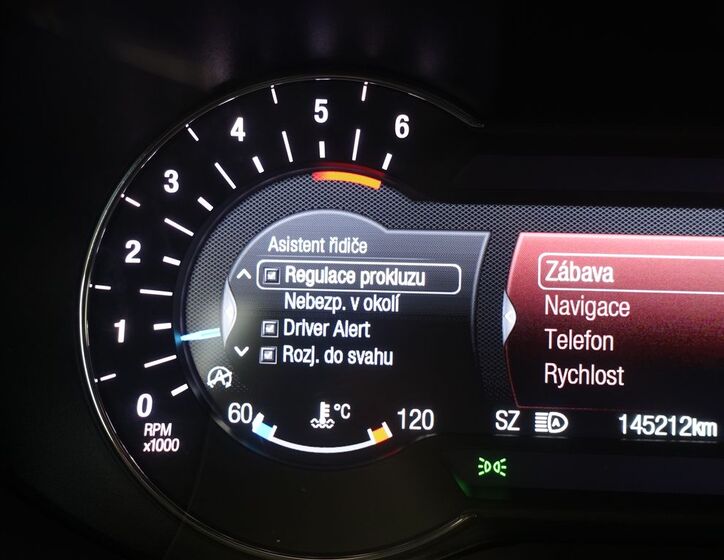 6
5
4
3
2
1
0
RPM
x1000
Asistent řidiče
Regulace prokluzu
Nebezp. v okolí
Driver Alert
Rozj. do svahu
60
°C
120
Zábava
Navigace
Telefon
Rychlost
SZ
A
145212km
A